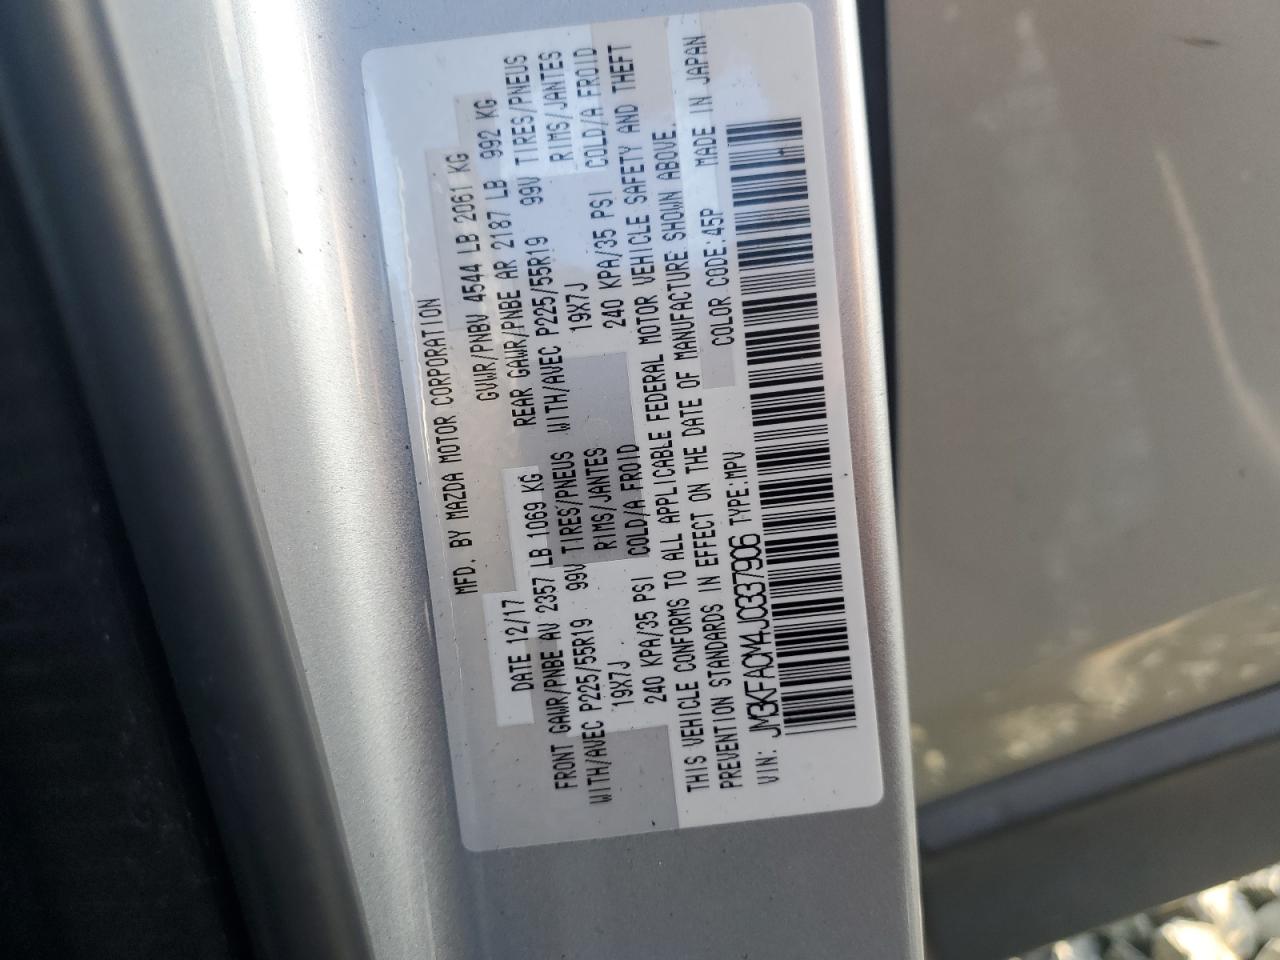 MFD. BY MAZDA MOTOR CORPORATION
DATE 12/17 GVWR/PNBV 4544 LB 2061 KG
FRONT GAWR/PNBE AV 2357 LB 1069 KG REAR GAWR/PNBE AR 2187 LB 992 KG
WITH/AVEC P225/55R19 99V TIRES/PNEUS WITH/AVEC P225/55R19 99V TIRES/PNEUS
19X7J RIMS/JANTES 19X7J RIMS/JANTES
240 KPA/35 PSI COLD/A FROID 240 KPA/35 PSI COLD/A FROID
THIS VEHICLE CONFORMS TO ALL APPLICABLE FEDERAL MOTOR VEHICLE SAFETY AND THEFT
PREVENTION STANDARDS IN EFFECT ON THE DATE OF MANUFACTURE SHOWN ABOVE.
VIN: JM3KFACM4J0337906 TYPE:MPV COLOR CODE:45P MADE IN JAPAN